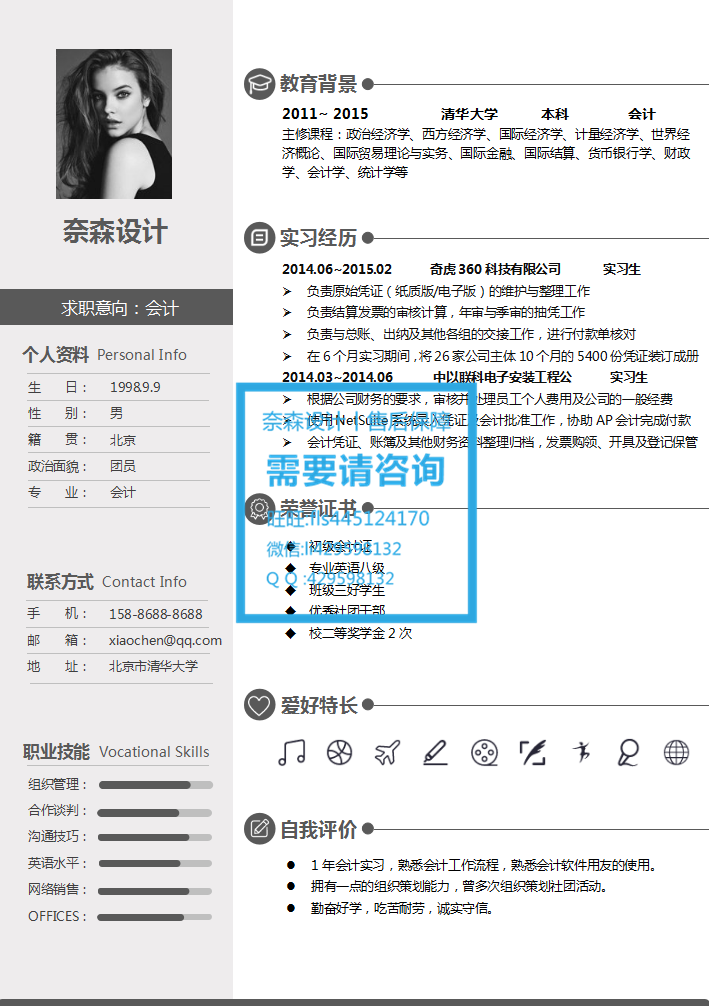 奈森设计
求职意向：会计
个人资料 Personal Info
生 日： 1998.9.9
性 别： 男
籍 贯： 北京
政治面貌： 团员
专 业： 会计
联系方式 Contact Info
手 机： 158-8688-8688
邮 箱： xiaochen@qq.com
地 址： 北京市清华大学
职业技能 Vocational Skills
组织管理：
合作谈判：
沟通技巧：
英语水平：
网络销售：
OFFICES：
教育背景
2011~ 2015 清华大学 本科 会计
主修课程：政治经济学、西方经济学、国际经济学、计量经济学、世界经
济概论、国际贸易理论与实务、国际金融、国际结算、货币银行学、财政
学、会计学、统计学等
实习经历
2014.06~2015.02 奇虎 360 科技有限公司 实习生
负责原始凭证（纸质版/电子版）的维护与整理工作
负责结算发票的审核计算，年审与季审的抽凭工作
负责与总账、出纳及其他各组的交接工作，进行付款单核对
在 6 个月实习期间，将 26 家公司主体 10 个月的 5400 份凭证装订成册
2014.03~2014.06 中以联科电子安装工程公 实习生
根据公司财务的要求，审核并处理员工个人费用及公司的一般经费
使用 NetSuite 系统录入凭证及会计批准工作，协助 AP 会计完成付款
会计凭证、账簿及其他财务资料整理归档，发票购领、开具及登记保管
奈森设计丨售后保障
需要请咨询
旺旺:lls445124170
微信:li429598132
Q Q :429598132
荣誉证书
初级会计证
专业英语八级
班级三好学生
优秀社团干部
校二等奖学金 2 次
爱好特长
自我评价
1 年会计实习，熟悉会计工作流程，熟悉会计软件用友的使用。
拥有一点的组织策划能力，曾多次组织策划社团活动。
勤奋好学，吃苦耐劳，诚实守信。